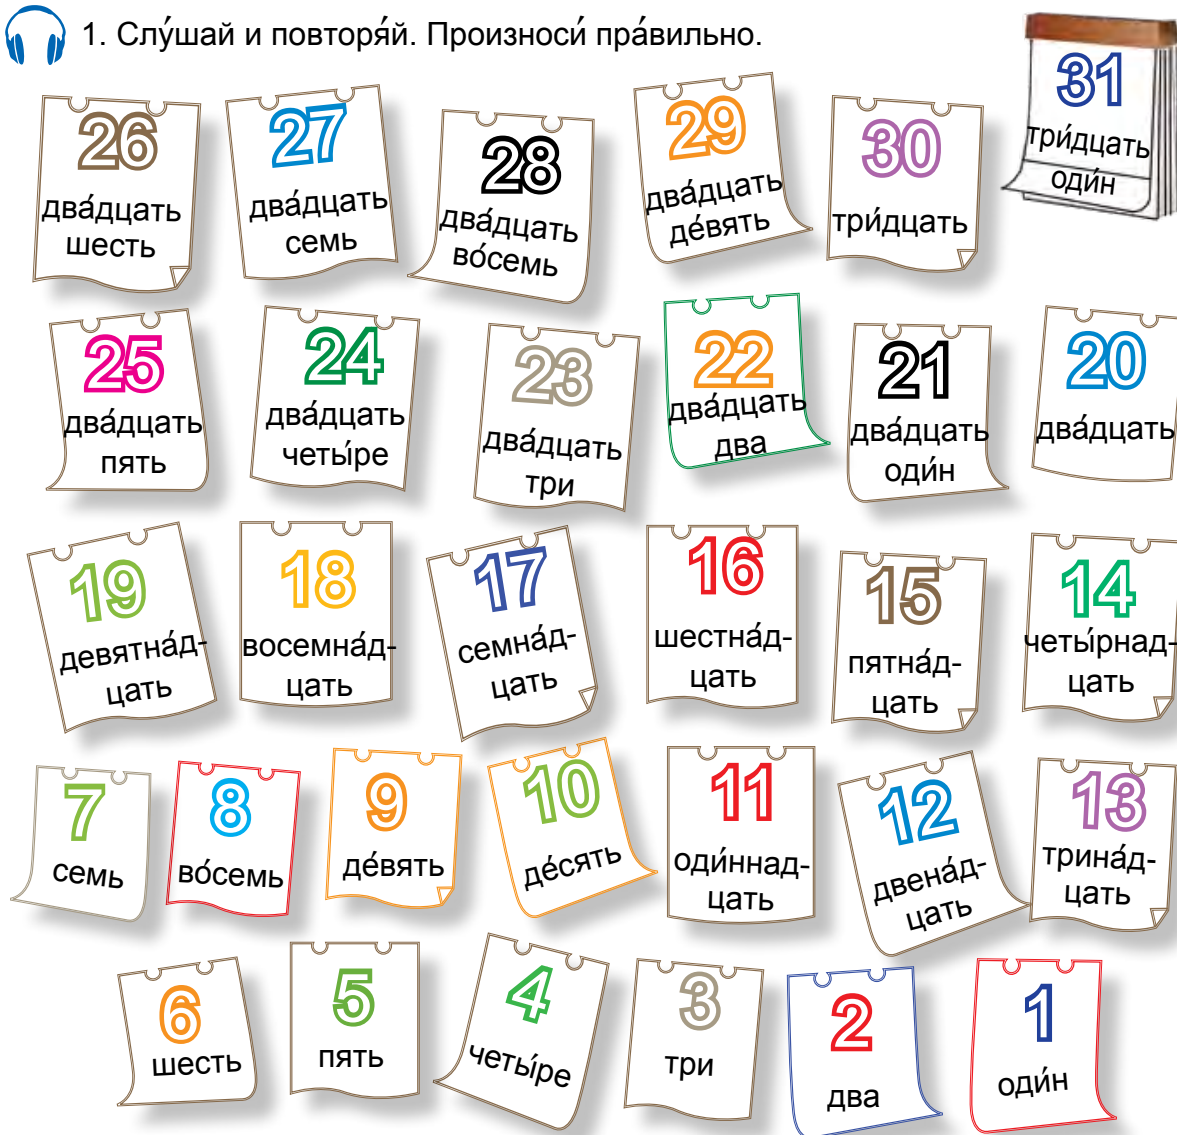 1. Слу́шай и повторя́й. Произноси́ пра́вильно.
31
три́дцать
оди́н
26
два́дцать
шесть
27
два́дцать
семь
28
два́дцать
во́семь
29
два́дцать
де́вять
30
три́дцать
25
два́дцать
пять
24
два́дцать
четы́ре
23
два́дцать
три
22
два́дцать
два
21
два́дцать
оди́н
20
два́дцать
19
девятна́д-
цать
18
восемна́д-
цать
17
семна́д-
цать
16
шестна́д-
цать
15
пятна́д-
цать
14
четы́рнад-
цать
7
семь
8
во́семь
9
де́вять
10
де́сять
11
оди́ннад-
цать
12
двена́д-
цать
13
трина́д-
цать
6
шесть
5
пять
4
четы́ре
3
три
2
два
1
оди́н